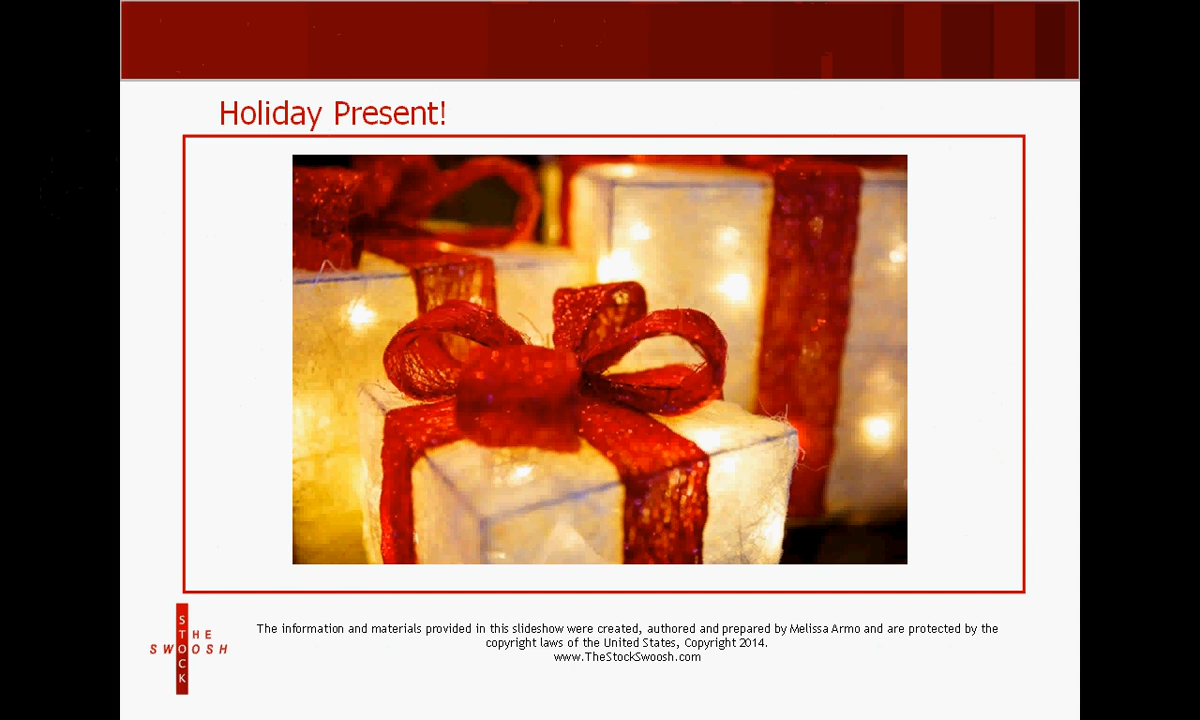 Holiday Present!
The information and materials provided in this slideshow were created, authored and prepared by Melissa Armo and are protected by the
copyright laws of the United States, Copyright 2014.
www.TheStockSwoosh.com
THE
SWOOSH
STOCK